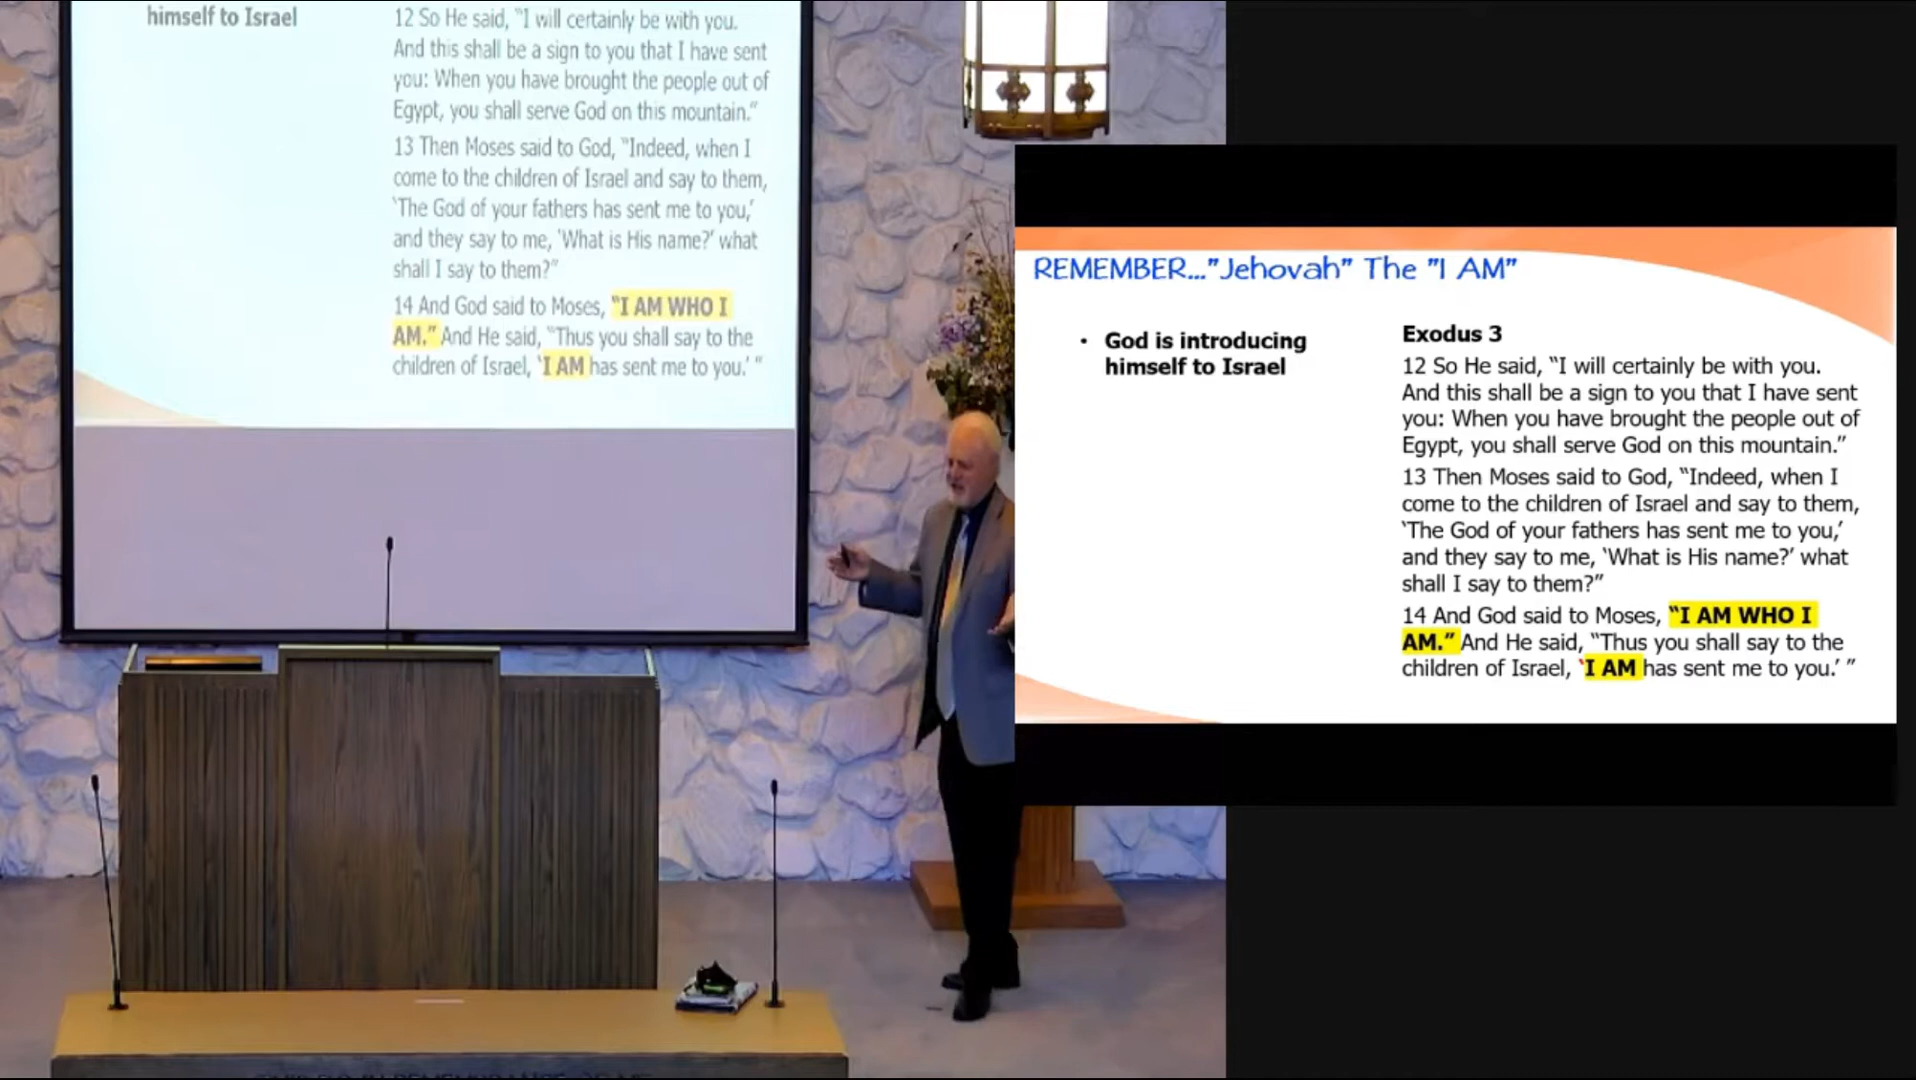 himself to Israel
12 So He said, “I will certainly be with you.
And this shall be a sign to you that I have sent
you: When you have brought the people out of
Egypt, you shall serve God on this mountain.”
13 Then Moses said to God, “Indeed, when I
come to the children of Israel and say to them,
‘The God of your fathers has sent me to you,’
and they say to me, ‘What is His name?’ what
shall I say to them?”
14 And God said to Moses, “I AM WHO I
AM.” And He said, “Thus you shall say to the
children of Israel, ‘I AM has sent me to you.’ ”
REMEMBER..."Jehovah" The "I AM"
• God is introducing
himself to Israel
Exodus 3
12 So He said, “I will certainly be with you.
And this shall be a sign to you that I have sent
you: When you have brought the people out of
Egypt, you shall serve God on this mountain.”
13 Then Moses said to God, “Indeed, when I
come to the children of Israel and say to them,
‘The God of your fathers has sent me to you,’
and they say to me, ‘What is His name?’ what
shall I say to them?”
14 And God said to Moses, “I AM WHO I
AM.” And He said, “Thus you shall say to the
children of Israel, ‘I AM has sent me to you.’ ”